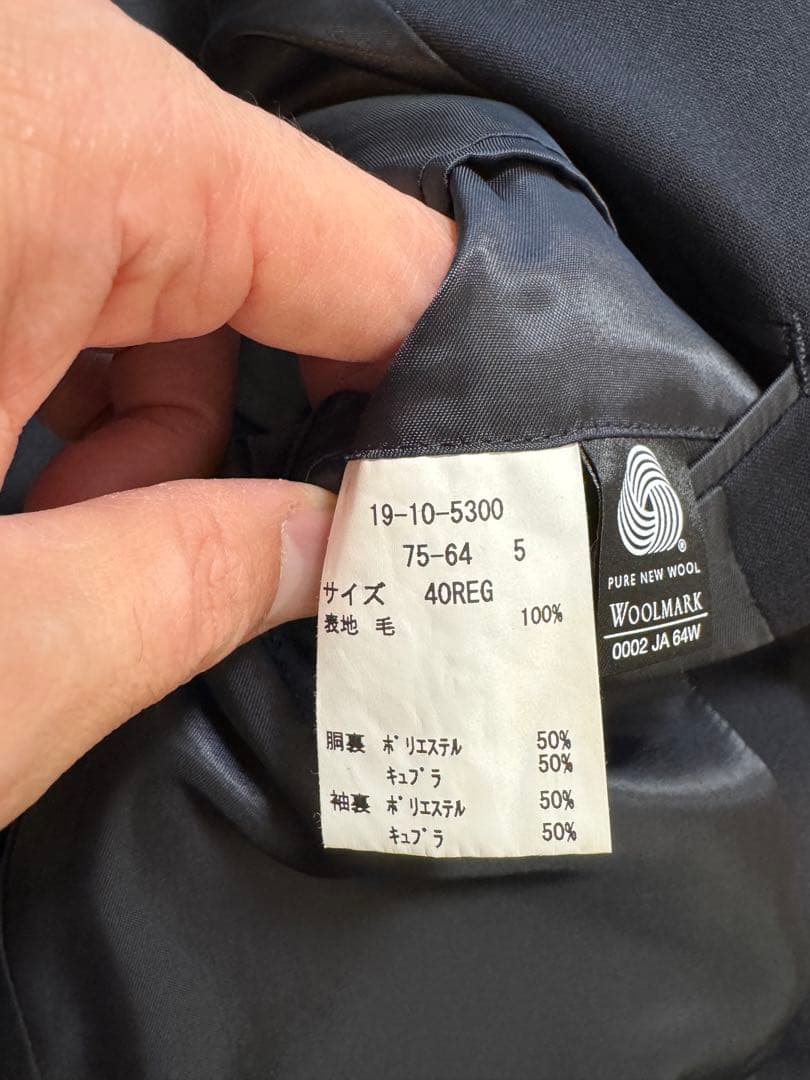 19-10-5300
75-64 5
サイズ 40REG
表地 毛 100%
胴裏 ポリエステル 50%
キュプラ 50%
袖裏 ポリエステル 50%
キュプラ 50%
®
PURE NEW WOOL
WOOLMARK
0002 JA 64W